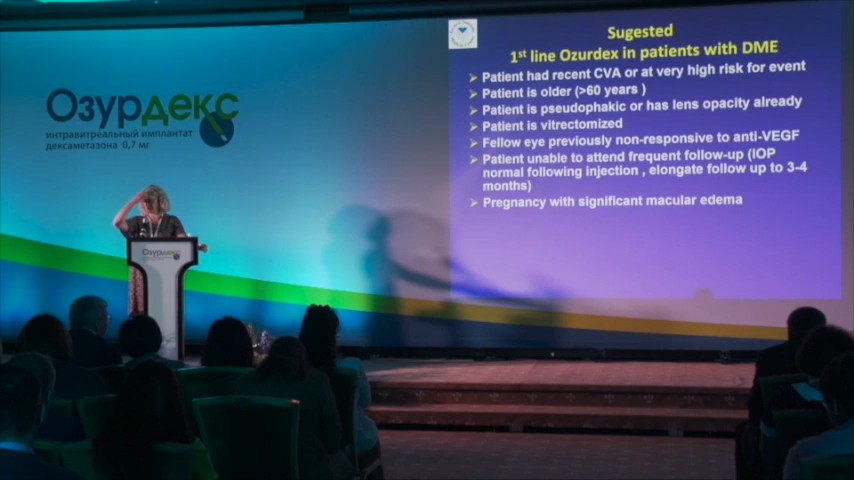 Озурдекс
интравитреальный имплантат
дексаметазона 0,7 мг
Озурдекс
Sugested
1st line Ozurdex in patients with DME
Patient had recent CVA or at very high risk for event
Patient is older (>60 years )
Patient is pseudophakic or has lens opacity already
Patient is vitrectomized
Fellow eye previously non-responsive to anti-VEGF
Patient unable to attend frequent follow-up (IOP
normal following injection , elongate follow up to 3-4
months)
Pregnancy with significant macular edema